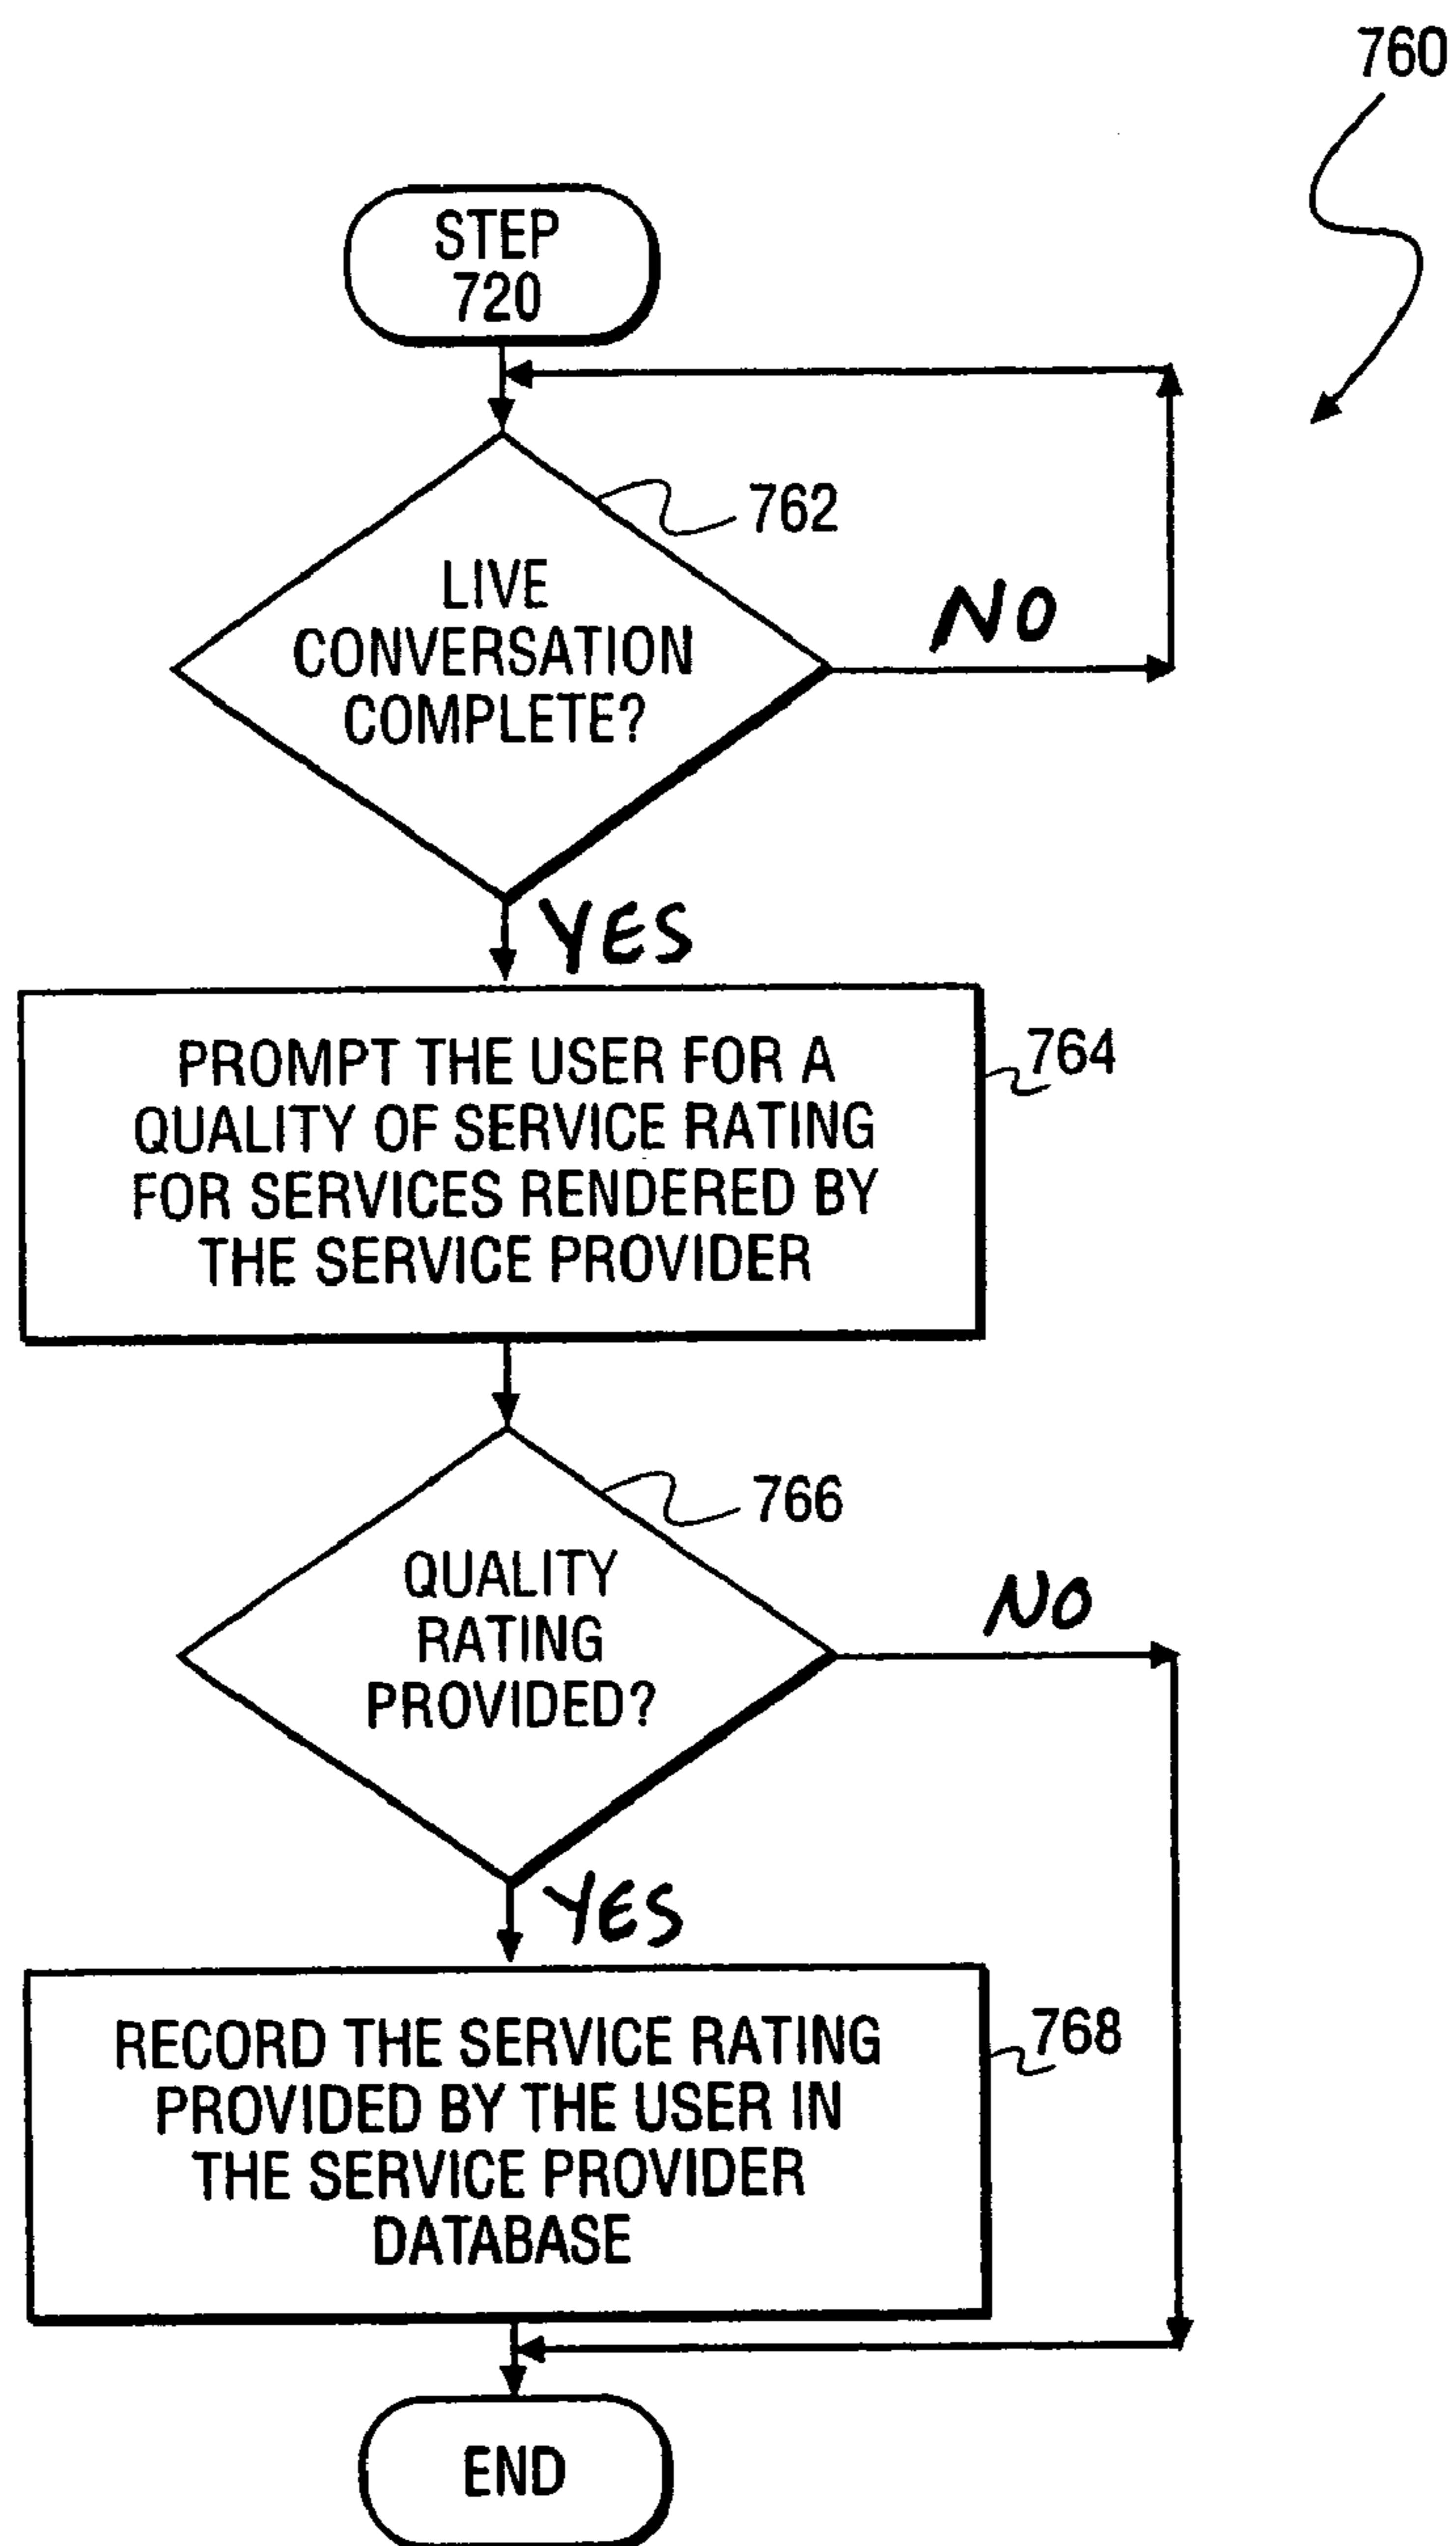 760
STEP
720
762
LIVE
CONVERSATION
COMPLETE?
NO
YES
PROMPT THE USER FOR A
QUALITY OF SERVICE RATING
FOR SERVICES RENDERED BY
THE SERVICE PROVIDER
764
766
QUALITY
RATING
PROVIDED?
NO
YES
RECORD THE SERVICE RATING
PROVIDED BY THE USER IN
THE SERVICE PROVIDER
DATABASE
768
END